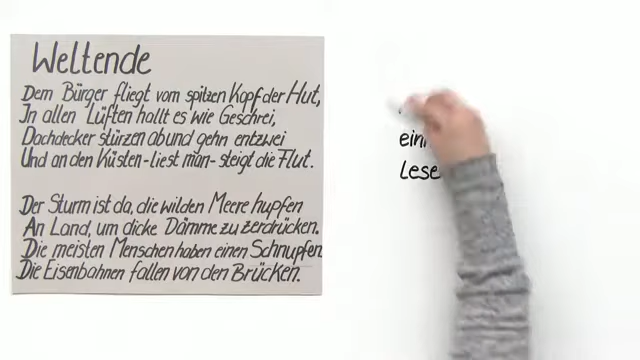 Weltende
Dem Bürger fliegt vom spitzen Kopf der Hut,
In allen Lüften hallt es wie Geschrei,
Dachdecker stürzen ab und gehn entzwei
Und an den Küsten - liest man - steigt die Flut.
Der Sturm ist da, die wilden Meere hupfen
An Land, um dicke Dämme zu zerdrücken.
Die meisten Menschen haben einen Schnupfen.
Die Eisenbahnen fallen von den Brücken.